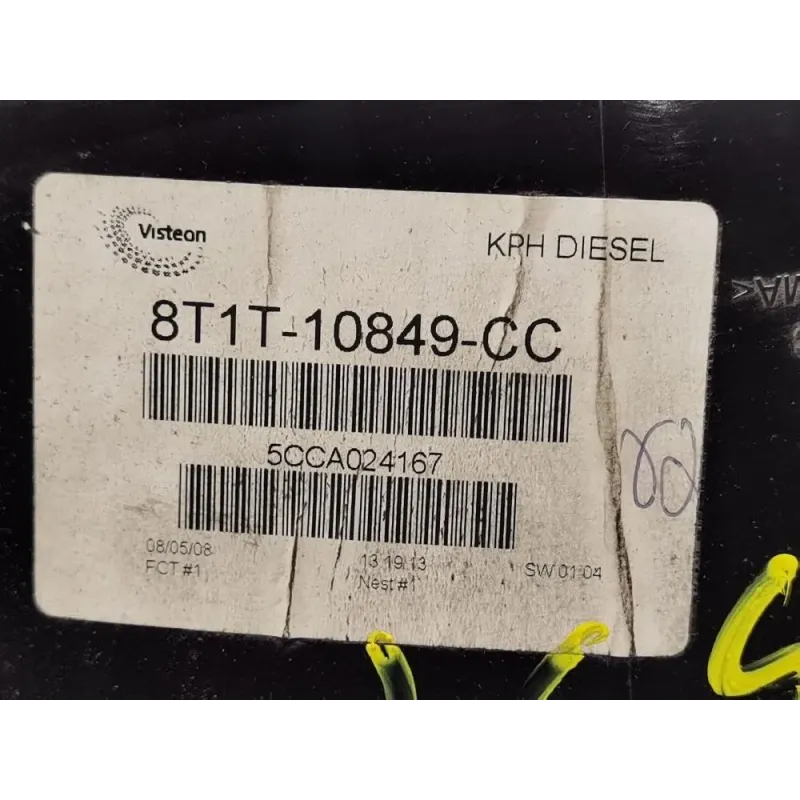 Visteon
KPH DIESEL
8T1T-10849-CC
5CCA024167
08/05/08
13 19 13
SW 01.04
FCT #1
Nest #1